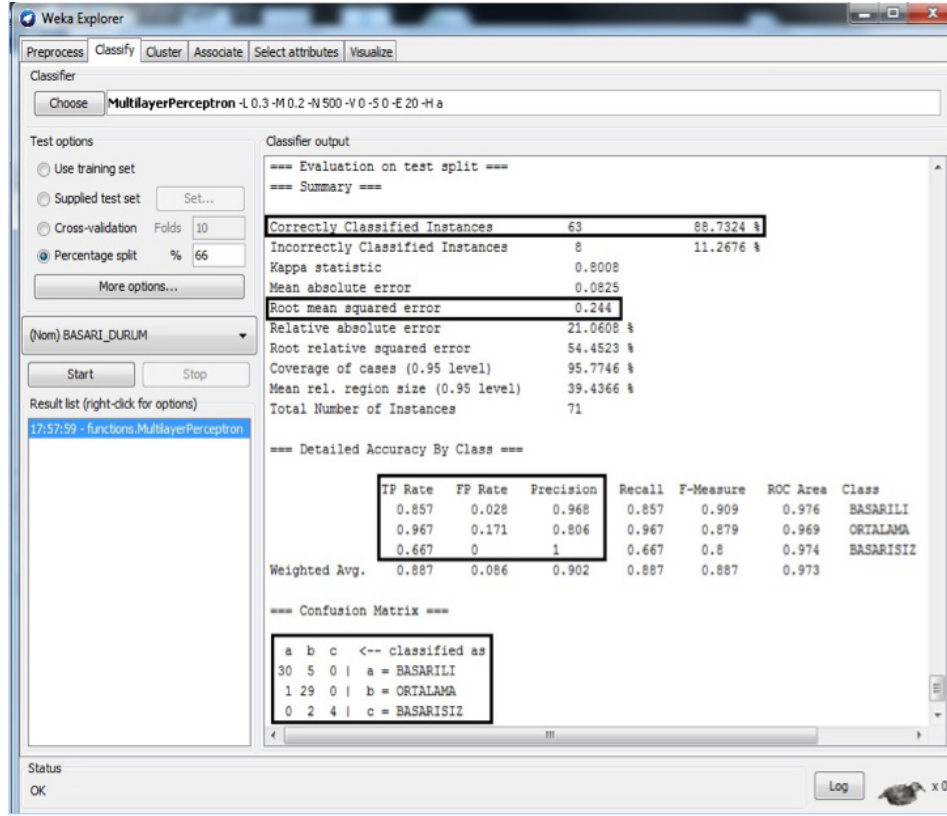 Weka Explorer
Preprocess Classify Cluster Associate Select attributes Visualize
Classifier
Choose MultilayerPerceptron -L 0.3 -M 0.2 -N 500 -V 0 -S 0 -E 20 -H a
Test options
Use training set
Supplied test set Set...
Cross-validation Folds 10
Percentage split % 66
More options...
(Nom) BASARI_DURUM
Start Stop
Result list (right-click for options)
17:57:59 - functions.MultilayerPerceptron
Classifier output
=== Evaluation on test split ===
=== Summary ===
Correctly Classified Instances 63 88.7324 %
Incorrectly Classified Instances 8 11.2676 %
Kappa statistic 0.8008
Mean absolute error 0.0825
Root mean squared error 0.244
Relative absolute error 21.0608 %
Root relative squared error 54.4523 %
Coverage of cases (0.95 level) 95.7746 %
Mean rel. region size (0.95 level) 39.4366 %
Total Number of Instances 71
=== Detailed Accuracy By Class ===
TP Rate FP Rate Precision Recall F-Measure ROC Area Class
0.857 0.028 0.968 0.857 0.909 0.976 BASARILI
0.967 0.171 0.806 0.967 0.879 0.969 ORTALAMA
0.667 0 1 0.667 0.8 0.974 BASARISIZ
Weighted Avg. 0.887 0.086 0.902 0.887 0.887 0.973
=== Confusion Matrix ===
a b c <-- classified as
30 5 0 | a = BASARILI
1 29 0 | b = ORTALAMA
0 2 4 | c = BASARISIZ
Status
OK
Log
x 0